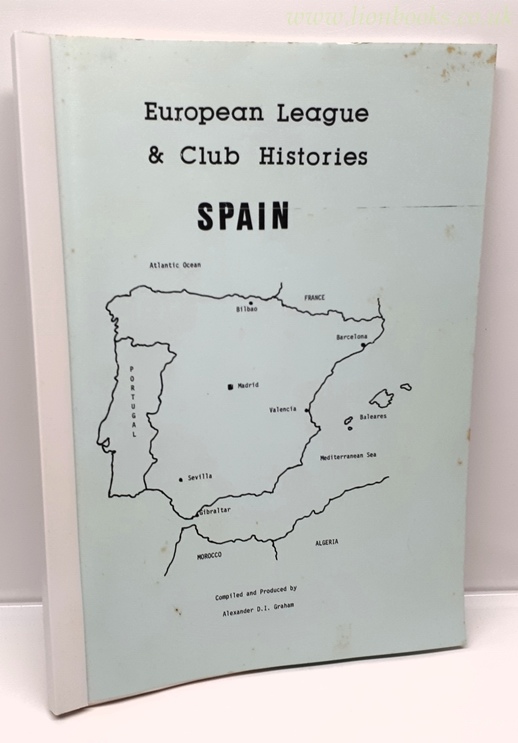 www.lionbooks.co.uk
European League
& Club Histories
SPAIN
Atlantic Ocean
FRANCE
Bilbao
Barcelona
PORTUGAL
Madrid
Valencia
Baleares
Mediterranean Sea
Sevilla
Gibraltar
MOROCCO
ALGERIA
Compiled and Produced by
Alexander D.I. Graham